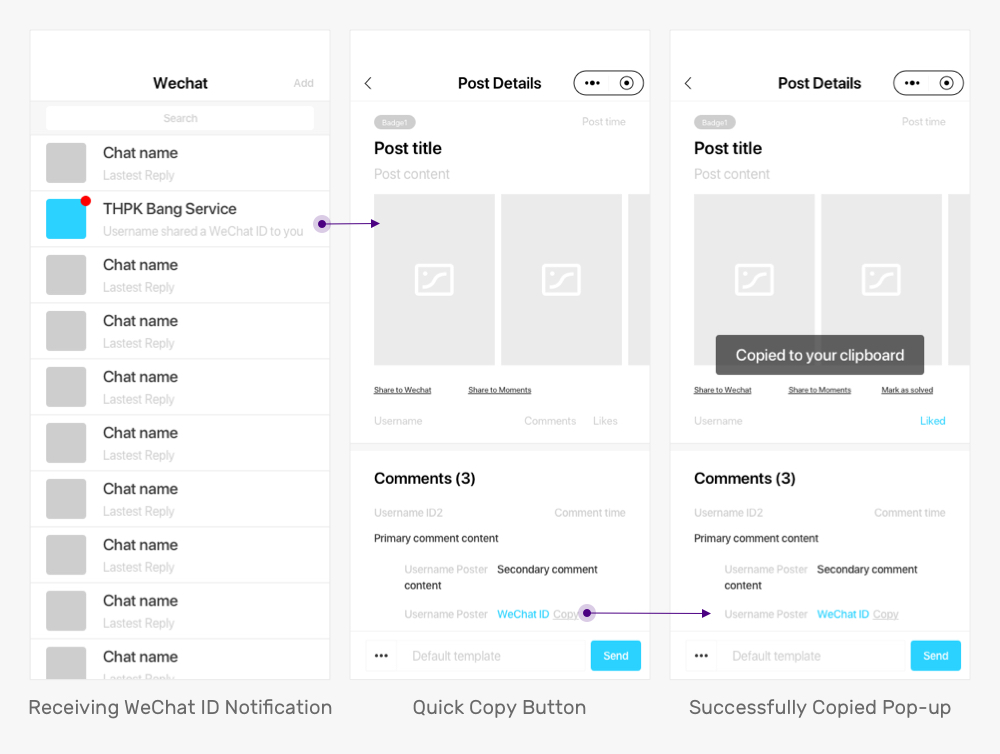 Wechat
Add
Search
Chat name
Lastest Reply
THPK Bang Service
Username shared a WeChat ID to you
Chat name
Lastest Reply
Chat name
Lastest Reply
Chat name
Lastest Reply
Chat name
Lastest Reply
Chat name
Lastest Reply
Chat name
Lastest Reply
Chat name
Lastest Reply
Chat name
Lastest Reply
Receiving WeChat ID Notification
Post Details
Badge1
Post time
Post title
Post content
Share to Wechat
Share to Moments
Username
Comments
Likes
Comments (3)
Username ID2
Comment time
Primary comment content
Username Poster Secondary comment
content
Username Poster WeChat ID Copy
Default template
Send
Quick Copy Button
Post Details
Badge1
Post time
Post title
Post content
Copied to your clipboard
Share to Wechat
Share to Moments
Mark as solved
Username
Liked
Comments (3)
Username ID2
Comment time
Primary comment content
Username Poster Secondary comment
content
Username Poster WeChat ID Copy
Default template
Send
Successfully Copied Pop-up